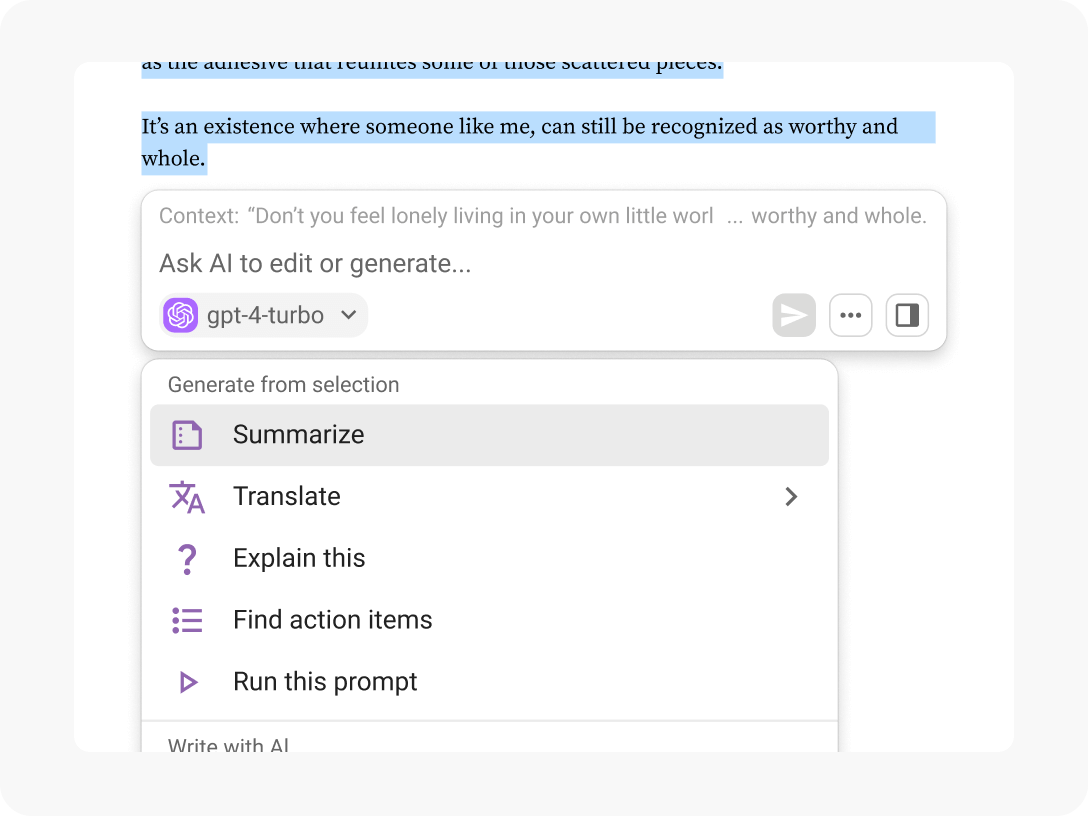 as the adhesive that reunites some of those scattered pieces.
It’s an existence where someone like me, can still be recognized as worthy and
whole.
Context: “Don’t you feel lonely living in your own little worl ... worthy and whole.
Ask AI to edit or generate...
gpt-4-turbo
Generate from selection
Summarize
Translate
Explain this
Find action items
Run this prompt
Write with AI